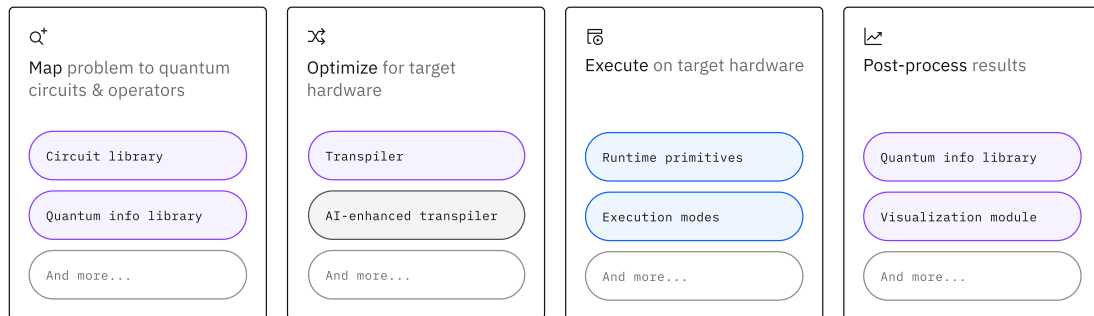 Map problem to quantum
circuits & operators
Circuit library
Quantum info library
And more...
Optimize for target
hardware
Transpiler
AI-enhanced transpiler
And more...
Execute on target hardware
Runtime primitives
Execution modes
And more...
Post-process results
Quantum info library
Visualization module
And more...